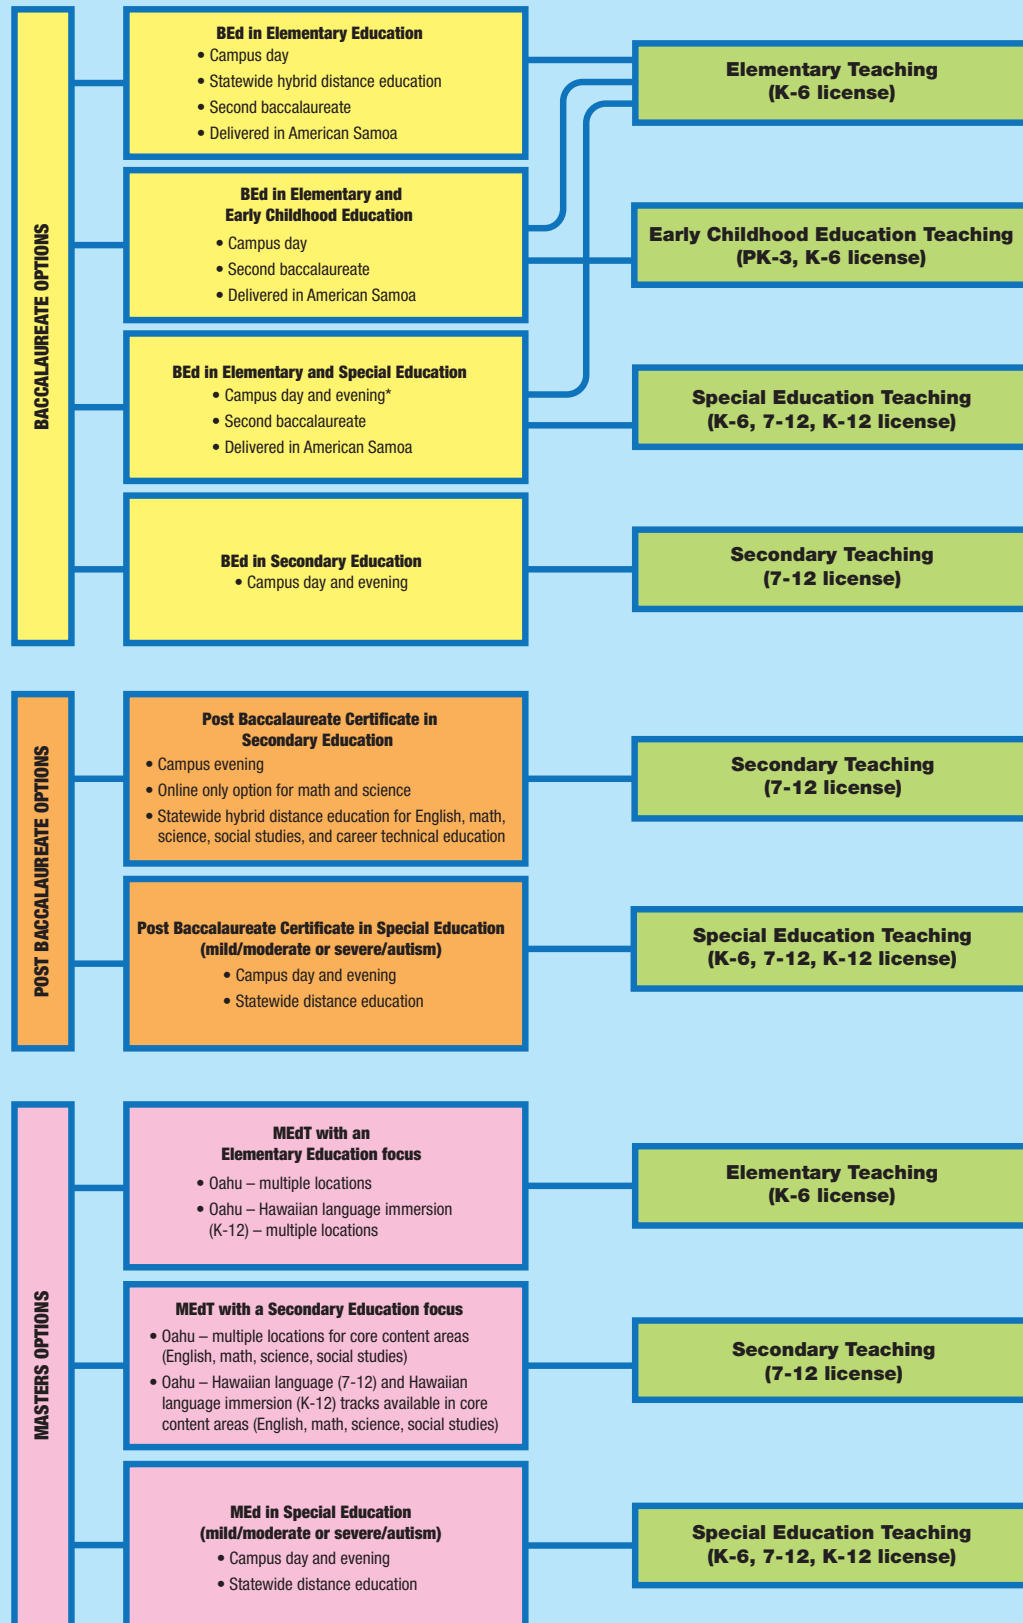 BACCALAUREATE OPTIONS
BEd in Elementary Education
• Campus day
• Statewide hybrid distance education
• Second baccalaureate
• Delivered in American Samoa
Elementary Teaching
(K-6 license)
BEd in Elementary and
Early Childhood Education
• Campus day
• Second baccalaureate
• Delivered in American Samoa
Early Childhood Education Teaching
(PK-3, K-6 license)
BEd in Elementary and Special Education
• Campus day and evening*
• Second baccalaureate
• Delivered in American Samoa
Special Education Teaching
(K-6, 7-12, K-12 license)
BEd in Secondary Education
• Campus day and evening
Secondary Teaching
(7-12 license)
POST BACCALAUREATE OPTIONS
Post Baccalaureate Certificate in
Secondary Education
• Campus evening
• Online only option for math and science
• Statewide hybrid distance education for English, math,
science, social studies, and career technical education
Secondary Teaching
(7-12 license)
Post Baccalaureate Certificate in Special Education
(mild/moderate or severe/autism)
• Campus day and evening
• Statewide distance education
Special Education Teaching
(K-6, 7-12, K-12 license)
MASTERS OPTIONS
MEdT with an
Elementary Education focus
• Oahu – multiple locations
• Oahu – Hawaiian language immersion
(K-12) – multiple locations
Elementary Teaching
(K-6 license)
MEdT with a Secondary Education focus
• Oahu – multiple locations for core content areas
(English, math, science, social studies)
• Oahu – Hawaiian language (7-12) and Hawaiian
language immersion (K-12) tracks available in core
content areas (English, math, science, social studies)
Secondary Teaching
(7-12 license)
MEd in Special Education
(mild/moderate or severe/autism)
• Campus day and evening
• Statewide distance education
Special Education Teaching
(K-6, 7-12, K-12 license)